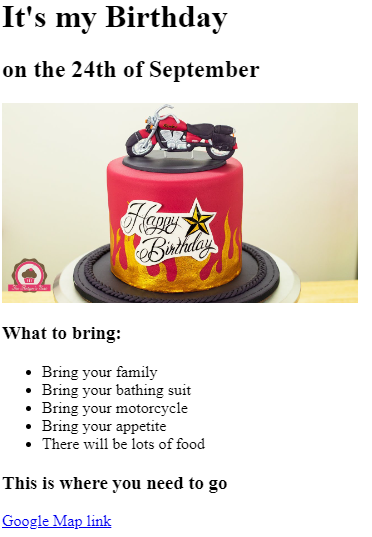 It's my Birthday
on the 24th of September
Happy
Birthday
What to bring:
Bring your family
Bring your bathing suit
Bring your motorcycle
Bring your appetite
There will be lots of food
This is where you need to go
Google Map link